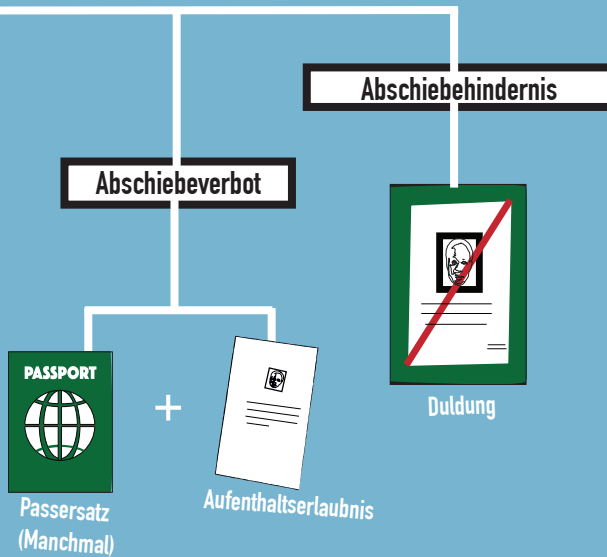 Abschiebehindernis
Abschiebeverbot
PASSPORT
+
Duldung
Passersatz
(Manchmal)
Aufenthaltserlaubnis